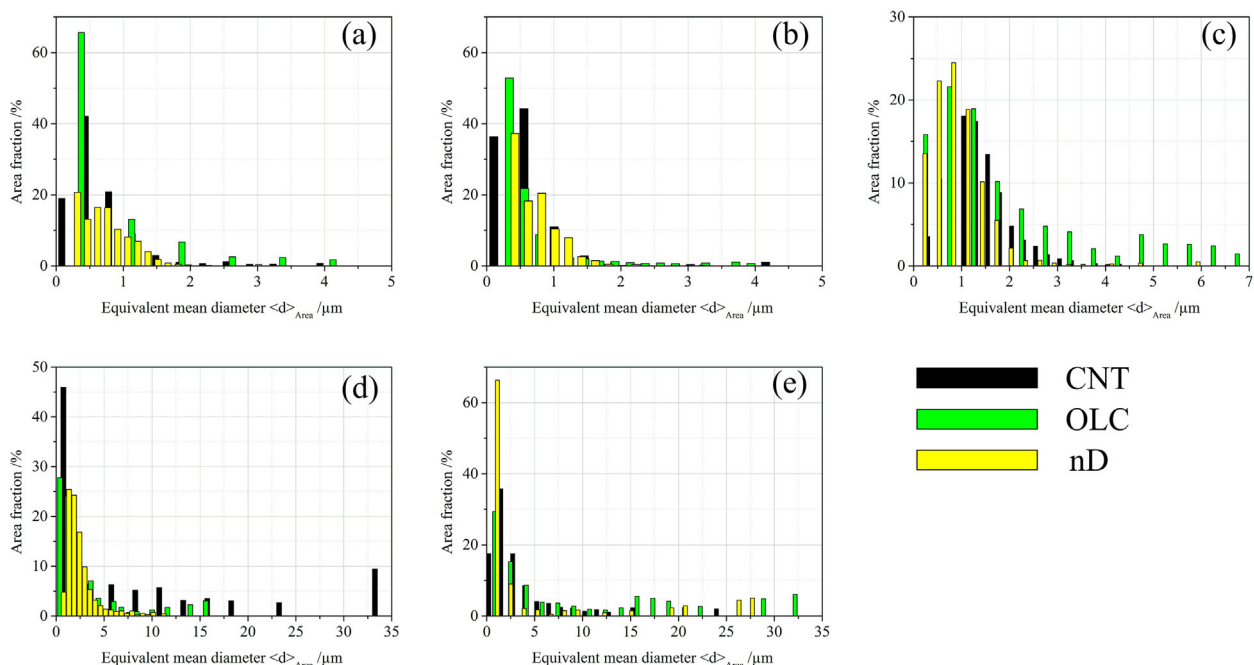 (a)
Area fraction /%
60
40
20
0
0 1 2 3 4 5
Equivalent mean diameter <d>Area /µm
(b)
Area fraction /%
60
40
20
0
0 1 2 3 4 5
Equivalent mean diameter <d>Area /µm
(c)
Area fraction /%
30
20
10
0
0 1 2 3 4 5 6 7
Equivalent mean diameter <d>Area /µm
(d)
Area fraction /%
50
40
30
20
10
0
0 5 10 15 20 25 30 35
Equivalent mean diameter <d>Area /µm
(e)
Area fraction /%
60
40
20
0
0 5 10 15 20 25 30 35
Equivalent mean diameter <d>Area /µm
CNT
OLC
nD